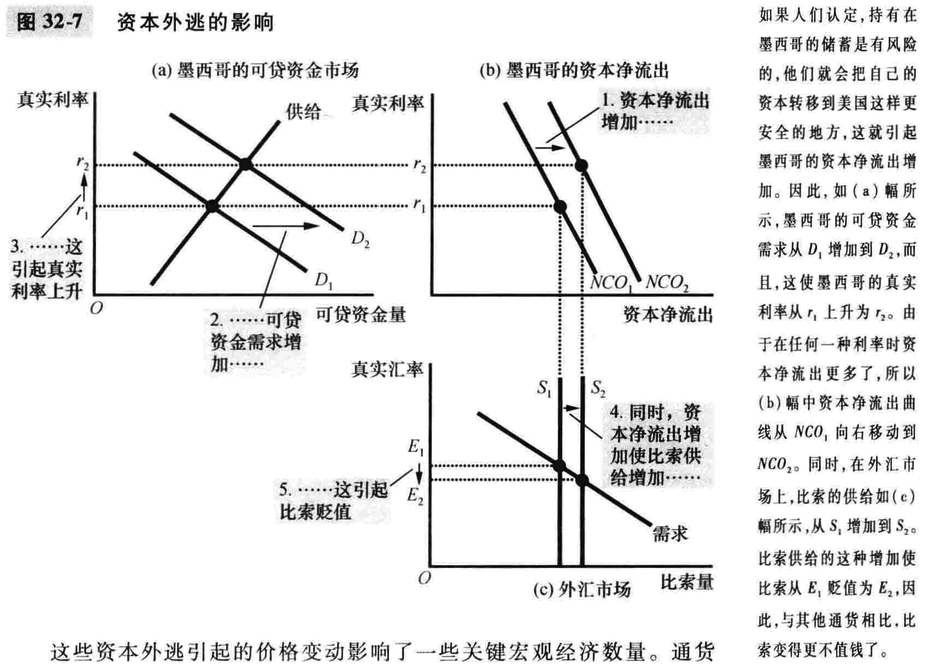 图 32-7 资本外逃的影响
(a) 墨西哥的可贷资金市场
真实利率
供给
r2
r1
D2
D1
3. ……这
引起真实
利率上升
O
2. ……可贷
资金需求增
加……
可贷资金量
(b) 墨西哥的资本净流出
真实利率
1. 资本净流出
增加……
r2
r1
NCO1 NCO2
资本净流出
真实汇率
S1
S2
4. 同时，资
本净流出增
加使比索供
给增加……
E1
E2
5. ……这引起
比索贬值
需求
O
比索量
(c) 外汇市场
如果人们认定，持有在
墨西哥的储蓄是有风险
的，他们就会把自己的
资本转移到美国这样更
安全的地方，这就引起
墨西哥的资本净流出增
加。因此，如(a)幅所
示，墨西哥的可贷资金
需求从 D1 增加到 D2，而
且，这使墨西哥的真实
利率从 r1 上升为 r2。由
于在任何一种利率时资
本净流出更多了，所以
(b)幅中资本净流出曲
线从 NCO1 向右移动到
NCO2。同时，在外汇市
场上，比索的供给如(c)
幅所示，从 S1 增加到 S2。
比索供给的这种增加使
比索从 E1 贬值为 E2，因
此，与其他通货相比，比
索变得更不值钱了。
这些资本外逃引起的价格变动影响了一些关键宏观经济数量。通货